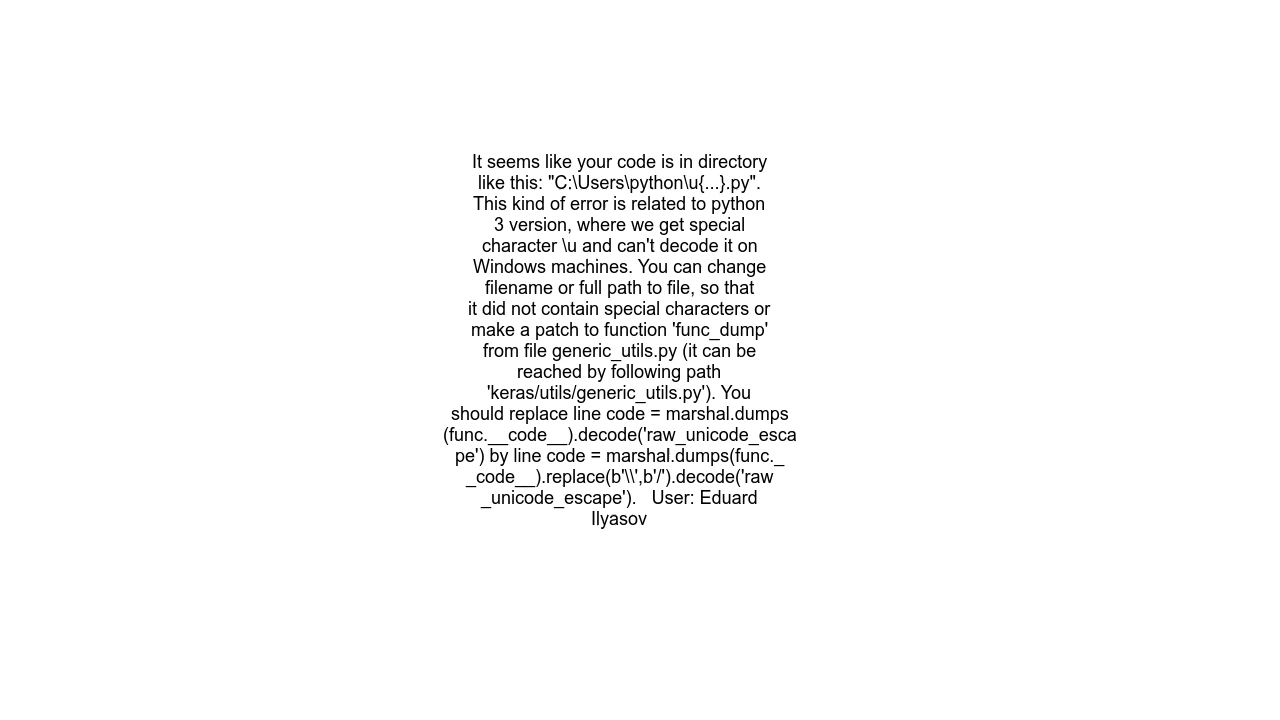 It seems like your code is in directory
like this: "C:\Users\python\u{...}.py".
This kind of error is related to python
3 version, where we get special
character \u and can't decode it on
Windows machines. You can change
filename or full path to file, so that
it did not contain special characters or
make a patch to function 'func_dump'
from file generic_utils.py (it can be
reached by following path
'keras/utils/generic_utils.py'). You
should replace line code = marshal.dumps
(func.__code__).decode('raw_unicode_esca
pe') by line code = marshal.dumps(func._
_code__).replace(b'\\',b'/').decode('raw
_unicode_escape').   User: Eduard
Ilyasov